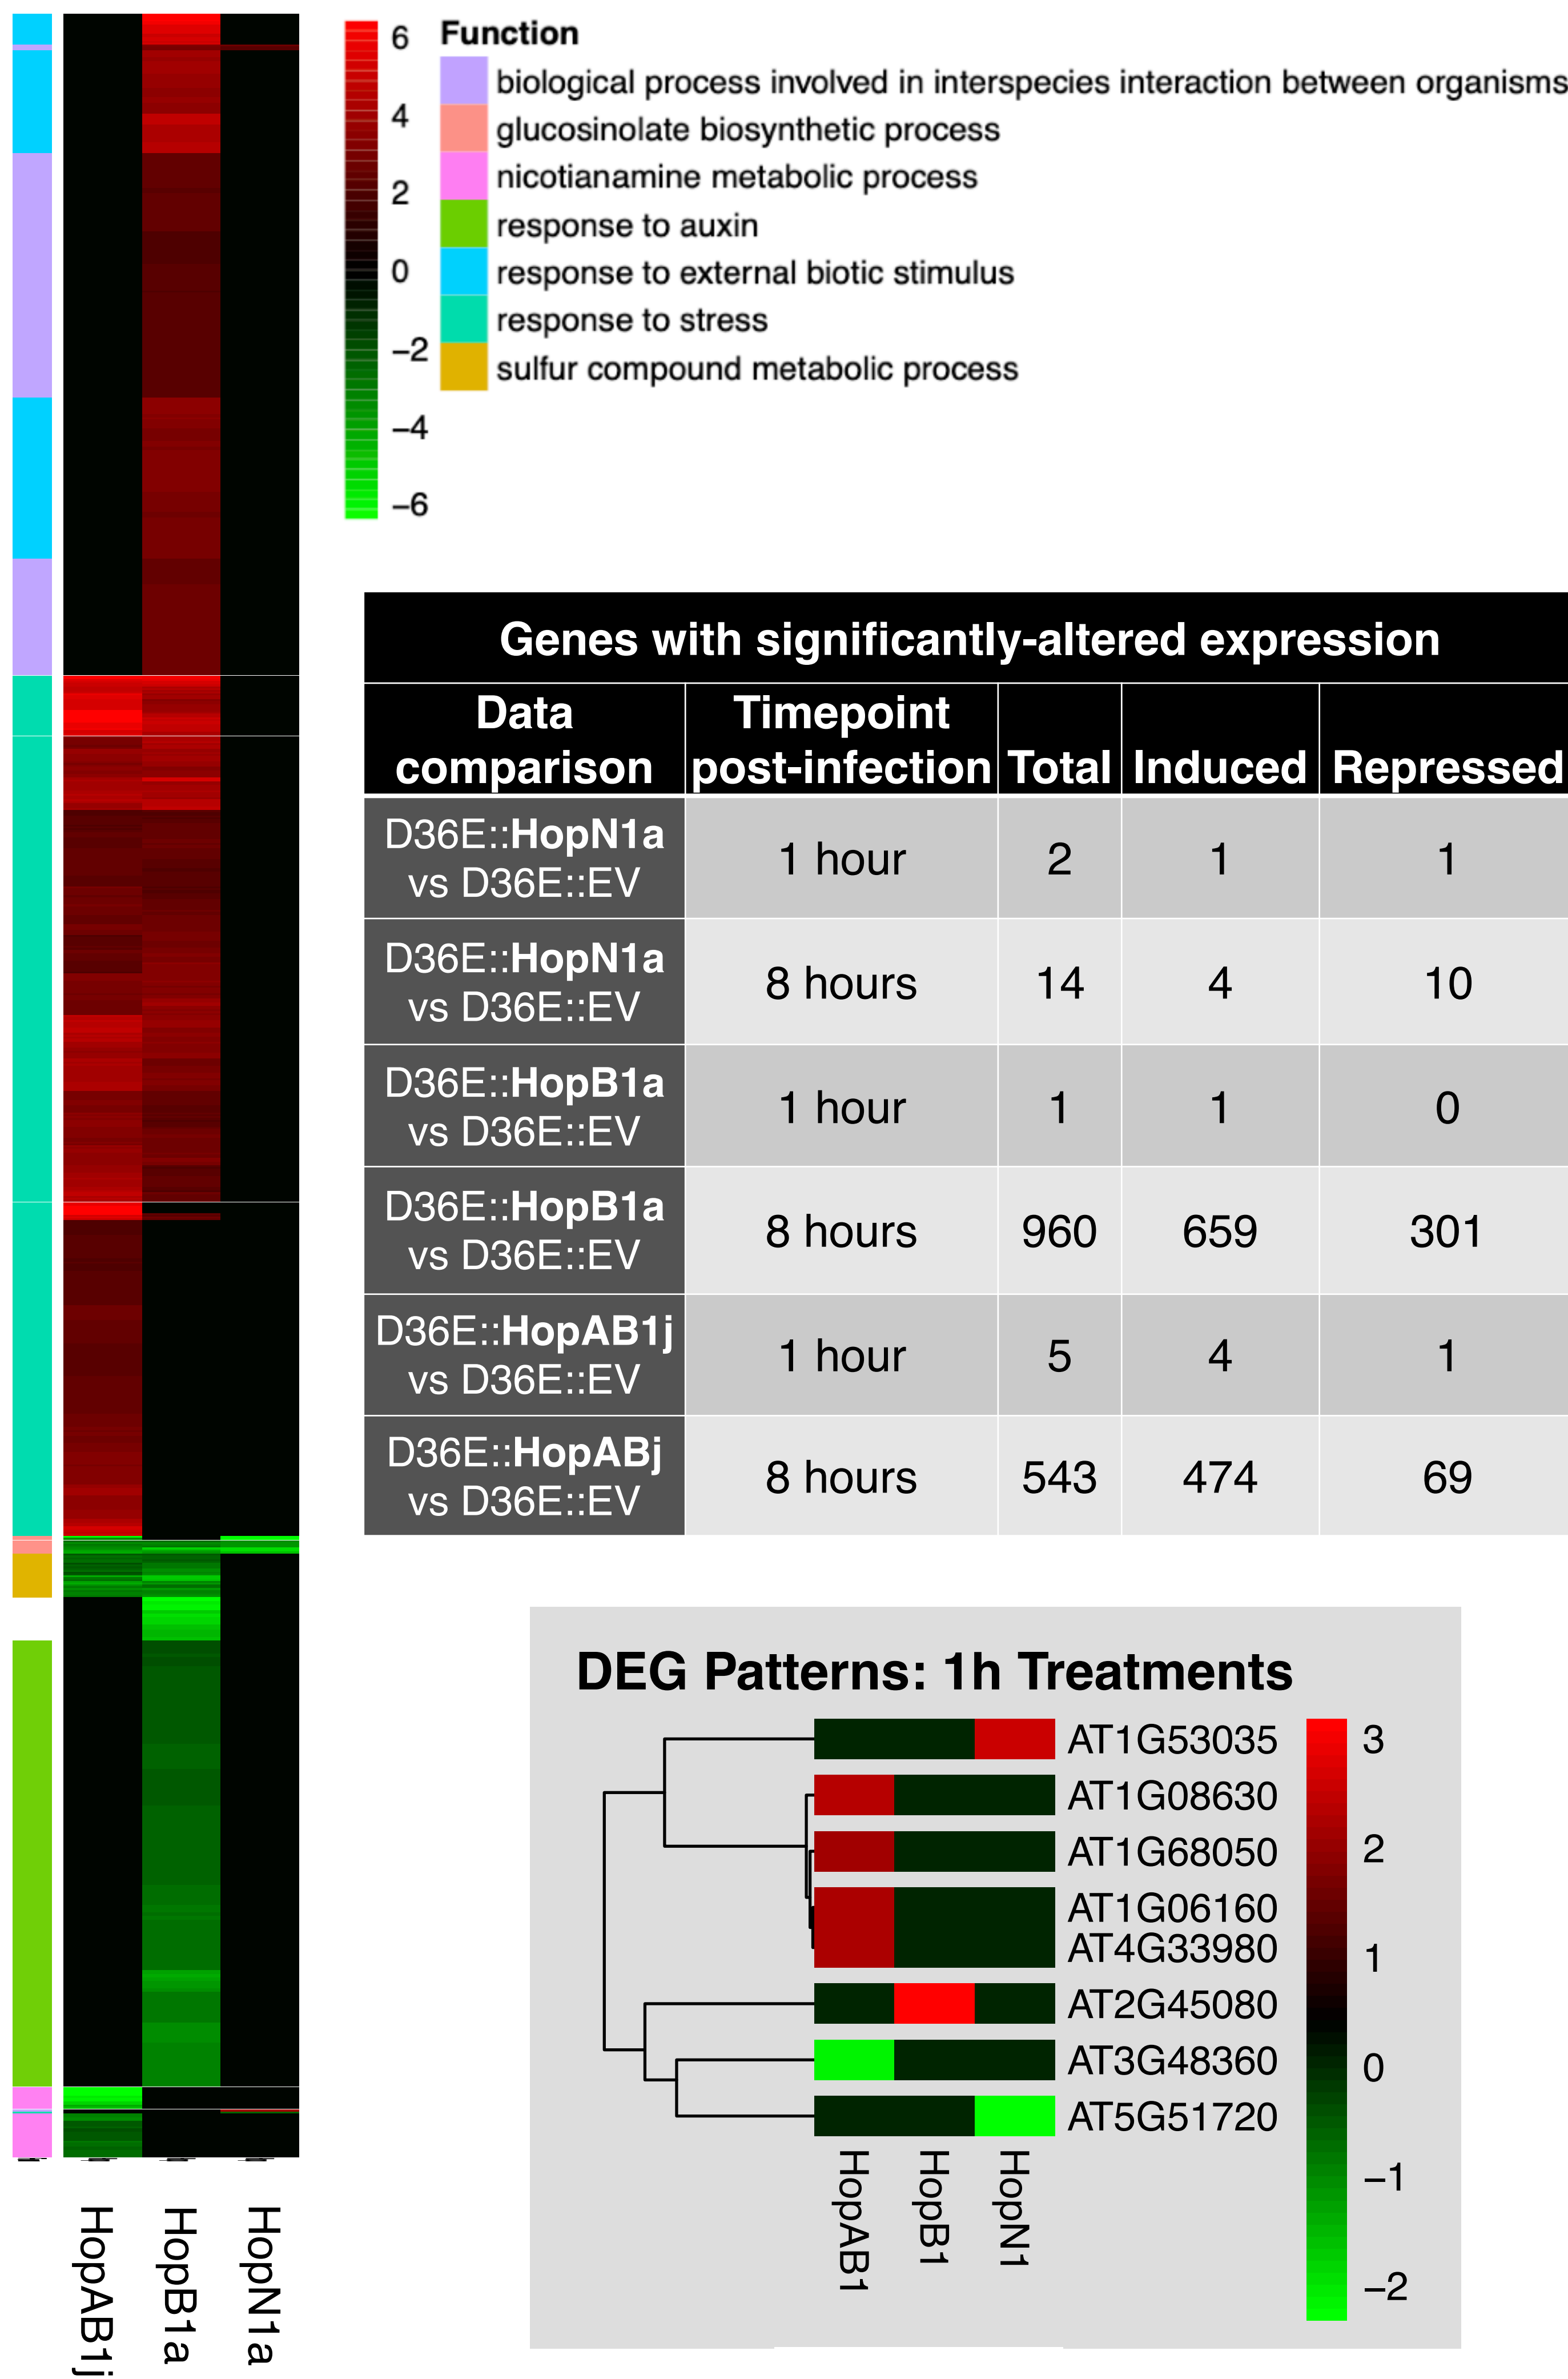 6
4
2
0
−2
−4
−6
Function
biological process involved in interspecies interaction between organisms
glucosinolate biosynthetic process
nicotianamine metabolic process
response to auxin
response to external biotic stimulus
response to stress
sulfur compound metabolic process
Genes with significantly-altered expression
Data comparison
Timepoint post-infection
Total
Induced
Repressed
D36E::HopN1a
vs D36E::EV
1 hour
2
1
1
D36E::HopN1a
vs D36E::EV
8 hours
14
4
10
D36E::HopB1a
vs D36E::EV
1 hour
1
1
0
D36E::HopB1a
vs D36E::EV
8 hours
960
659
301
D36E::HopAB1j
vs D36E::EV
1 hour
5
4
1
D36E::HopABj
vs D36E::EV
8 hours
543
474
69
DEG Patterns: 1h Treatments
AT1G53035
AT1G08630
AT1G68050
AT1G06160
AT4G33980
AT2G45080
AT3G48360
AT5G51720
3
2
1
0
−1
−2
HopAB1
HopB1
HopN1
HopAB1j
HopB1a
HopN1a